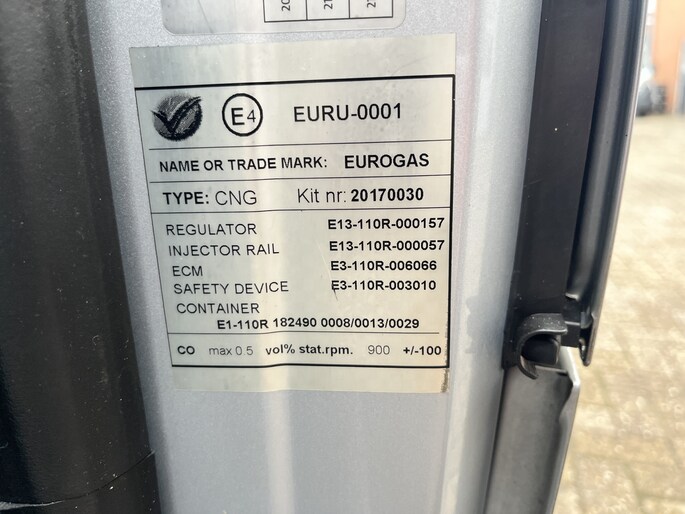 E4 EURU-0001
NAME OR TRADE MARK: EUROGAS
TYPE: CNG Kit nr: 20170030
REGULATOR E13-110R-000157
INJECTOR RAIL E13-110R-000057
ECM E3-110R-006066
SAFETY DEVICE E3-110R-003010
CONTAINER
E1-110R 182490 0008/0013/0029
CO max 0.5 vol% stat.rpm. 900 +/-100